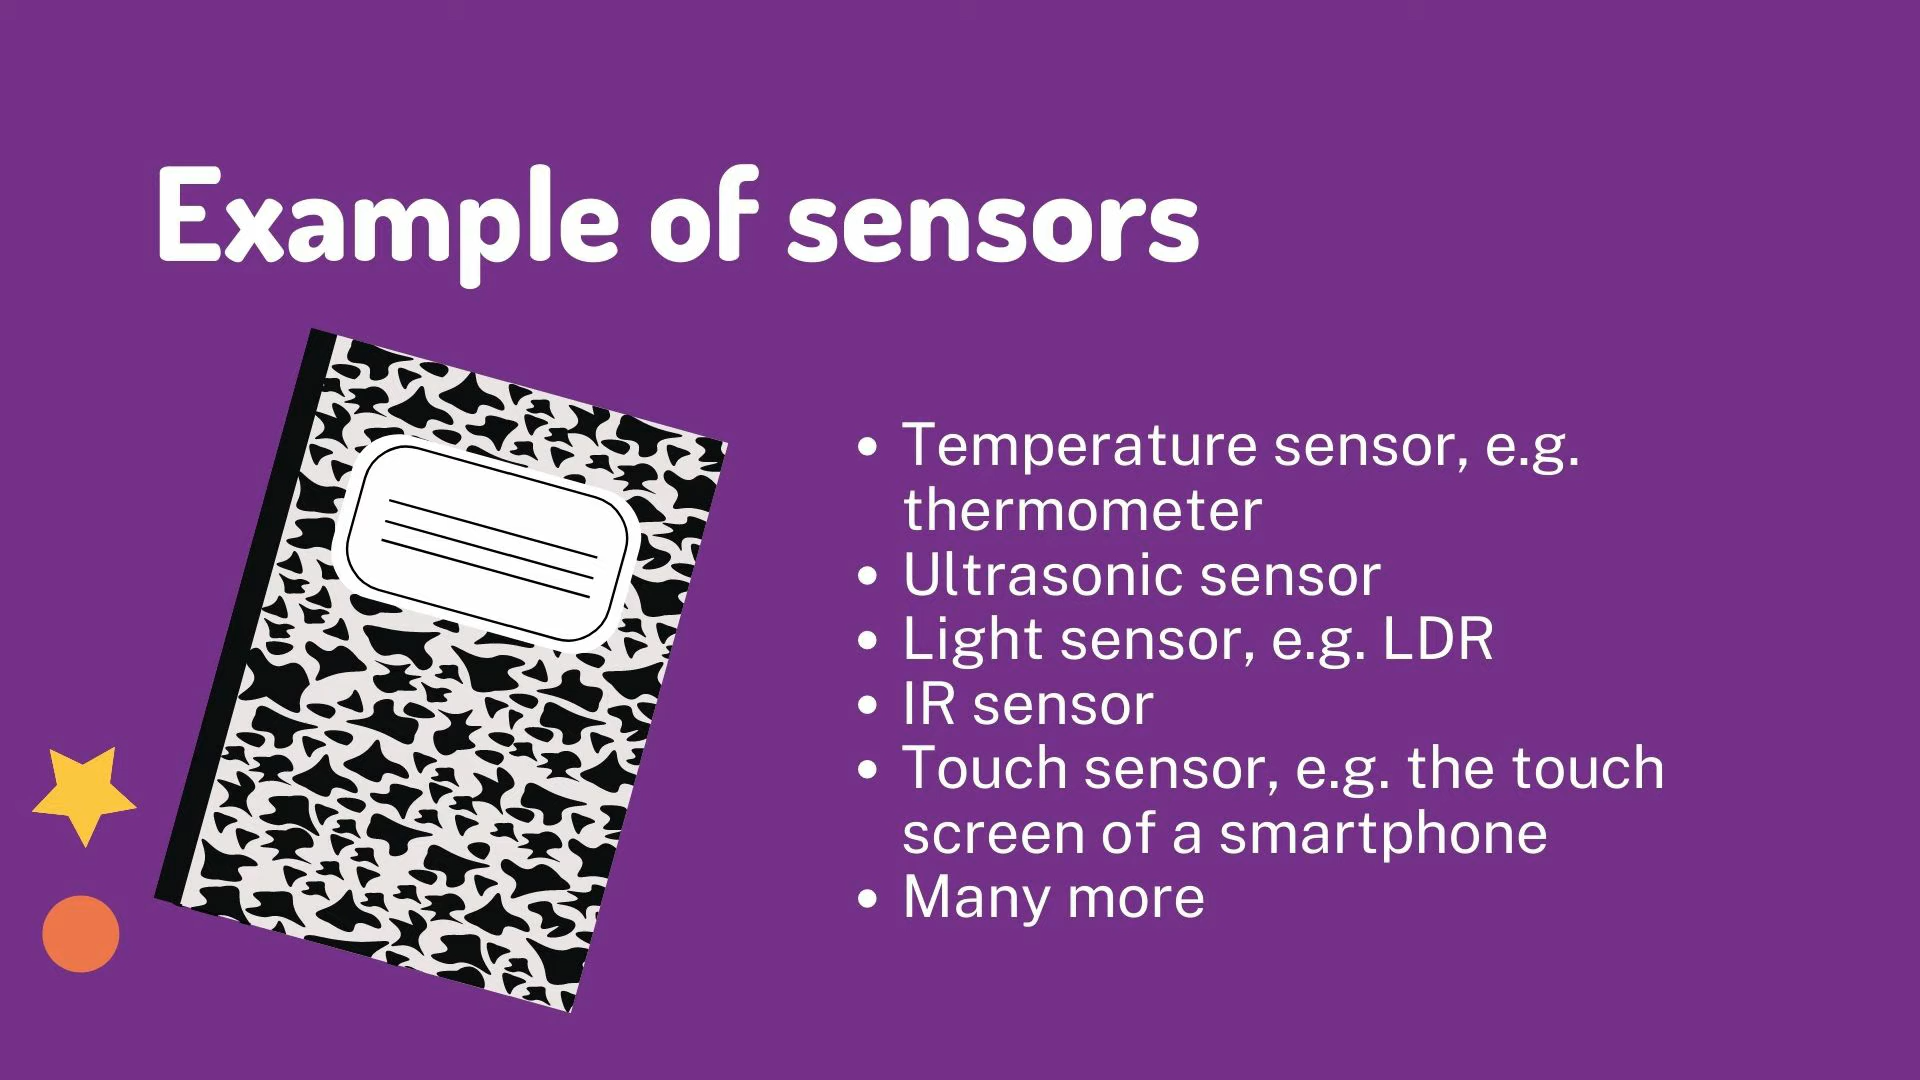 Example of sensors
• Temperature sensor, e.g.
thermometer
• Ultrasonic sensor
• Light sensor, e.g. LDR
• IR sensor
• Touch sensor, e.g. the touch
screen of a smartphone
• Many more